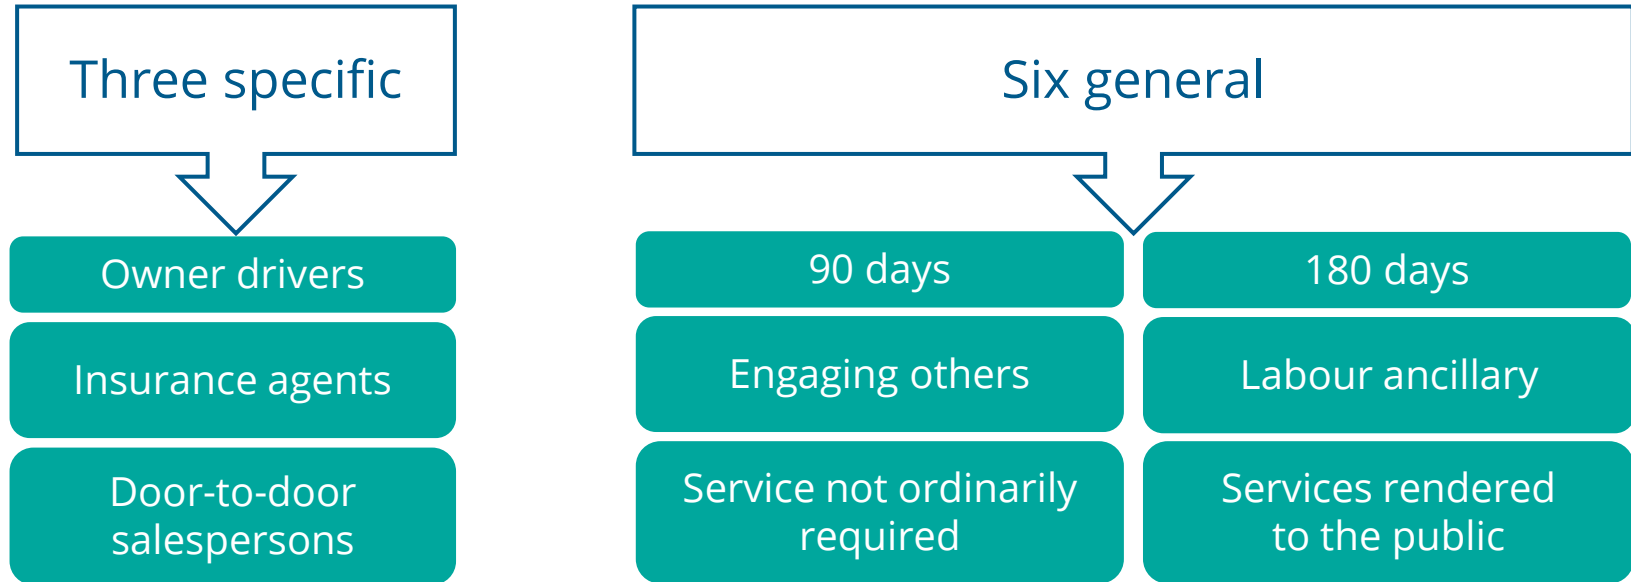 Three specific
Owner drivers
Insurance agents
Door-to-door
salespersons
Six general
90 days
180 days
Engaging others
Labour ancillary
Service not ordinarily
required
Services rendered
to the public